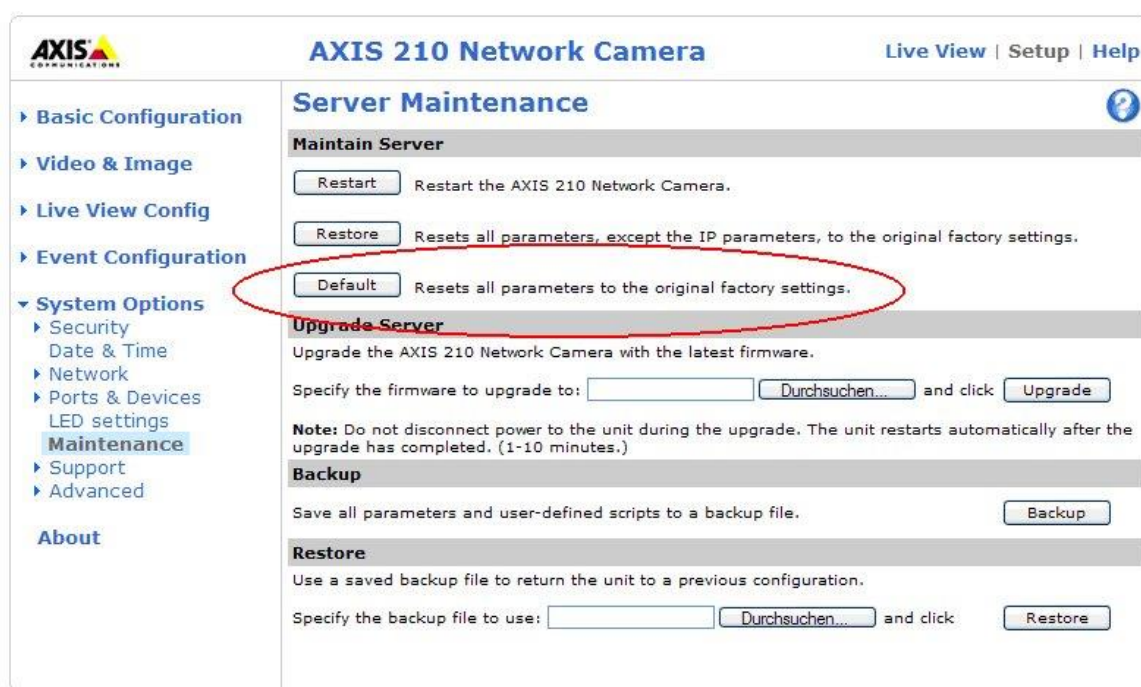 AXIS
COMMUNICATIONS
AXIS 210 Network Camera
Live View | Setup | Help
Basic Configuration
Video & Image
Live View Config
Event Configuration
System Options
Security
Date & Time
Network
Ports & Devices
LED settings
Maintenance
Support
Advanced
About
Server Maintenance
?
Maintain Server
Restart Restart the AXIS 210 Network Camera.
Restore Resets all parameters, except the IP parameters, to the original factory settings.
Default Resets all parameters to the original factory settings.
Upgrade Server
Upgrade the AXIS 210 Network Camera with the latest firmware.
Specify the firmware to upgrade to: Durchsuchen... and click Upgrade
Note: Do not disconnect power to the unit during the upgrade. The unit restarts automatically after the
upgrade has completed. (1-10 minutes.)
Backup
Save all parameters and user-defined scripts to a backup file. Backup
Restore
Use a saved backup file to return the unit to a previous configuration.
Specify the backup file to use: Durchsuchen... and click Restore